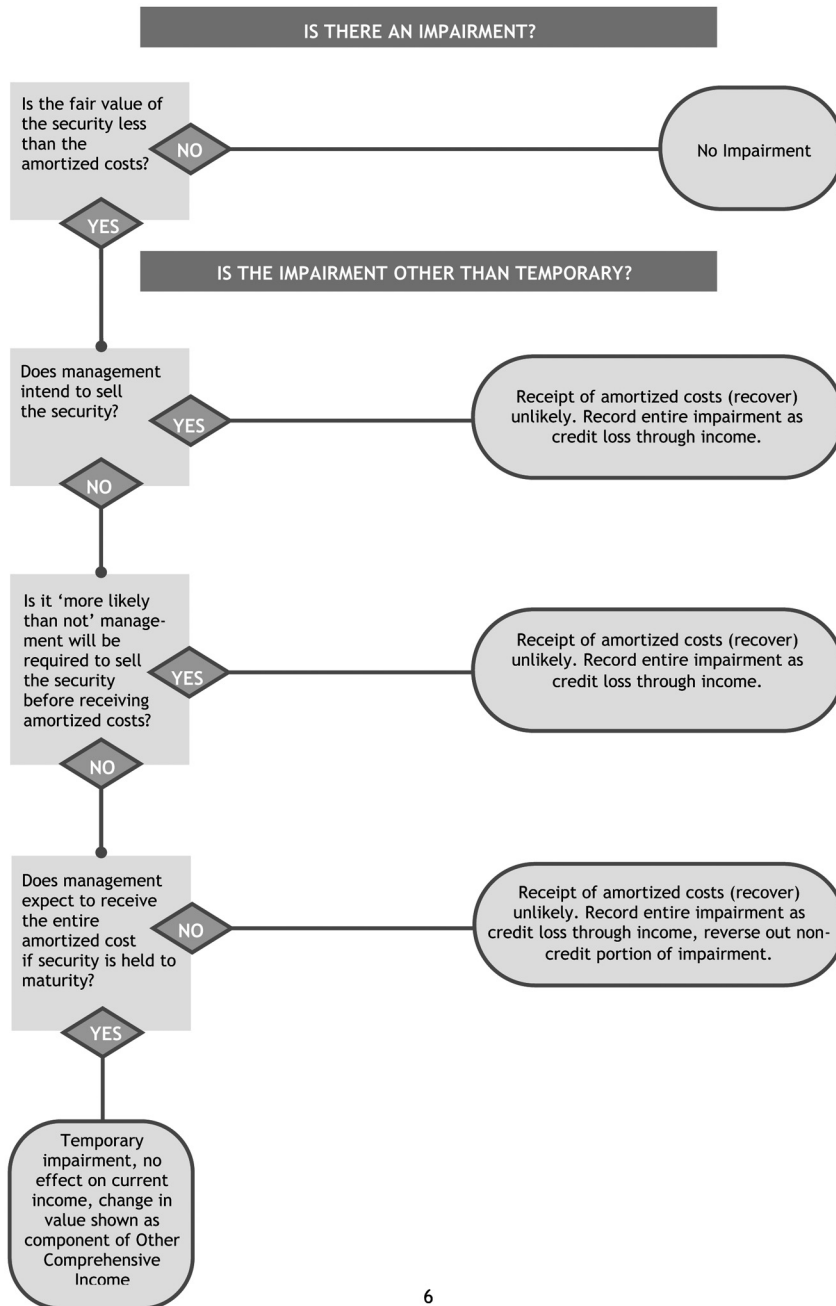 IS THERE AN IMPAIRMENT?
Is the fair value of
the security less
than the
amortized costs?
NO
No Impairment
YES
IS THE IMPAIRMENT OTHER THAN TEMPORARY?
Does management
intend to sell
the security?
YES
Receipt of amortized costs (recover)
unlikely. Record entire impairment as
credit loss through income.
NO
Is it ‘more likely
than not’ manage-
ment will be
required to sell
the security
before receiving
amortized costs?
YES
Receipt of amortized costs (recover)
unlikely. Record entire impairment as
credit loss through income.
NO
Does management
expect to receive
the entire
amortized cost
if security is held to
maturity?
NO
Receipt of amortized costs (recover)
unlikely. Record entire impairment as
credit loss through income, reverse out non-
credit portion of impairment.
YES
Temporary
impairment, no
effect on current
income, change in
value shown as
component of Other
Comprehensive
Income
6